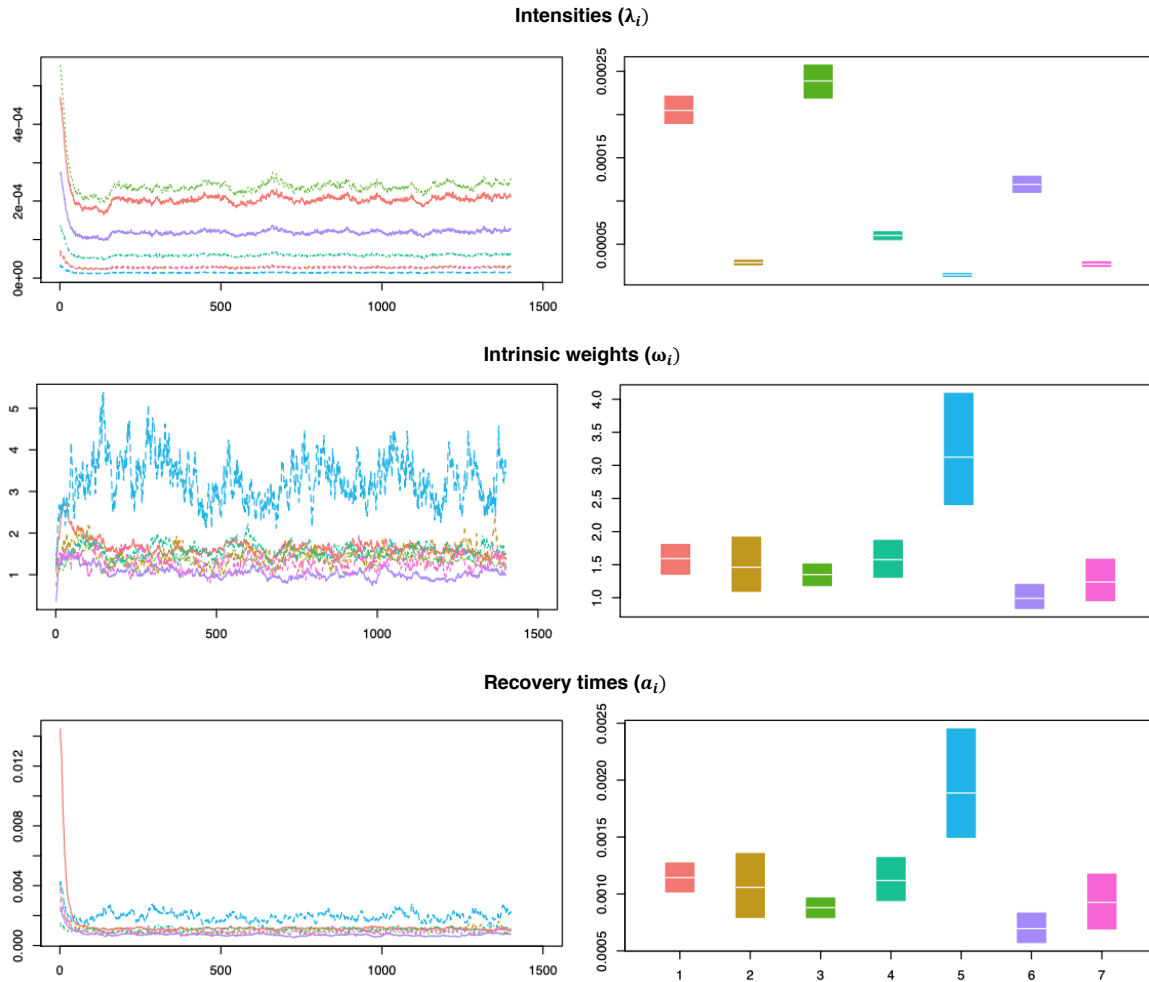 Intensities (λᵢ)
0e+00 2e-04 4e-04
0 500 1000 1500
0.00005 0.00015 0.00025
Intrinsic weights (ωᵢ)
1 2 3 4 5
0 500 1000 1500
1.0 1.5 2.0 2.5 3.0 3.5 4.0
Recovery times (aᵢ)
0.000 0.004 0.008 0.012
0 500 1000 1500
0.0005 0.0010 0.0015 0.0020 0.0025
1 2 3 4 5 6 7